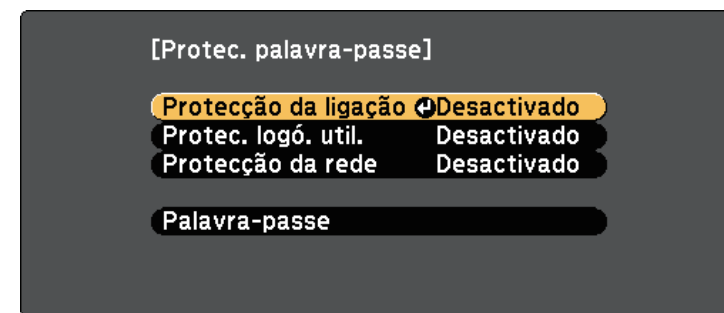 [Protec. palavra-passe]
Protecção da ligação Desactivado
Protec. logó. util. Desactivado
Protecção da rede Desactivado
Palavra-passe